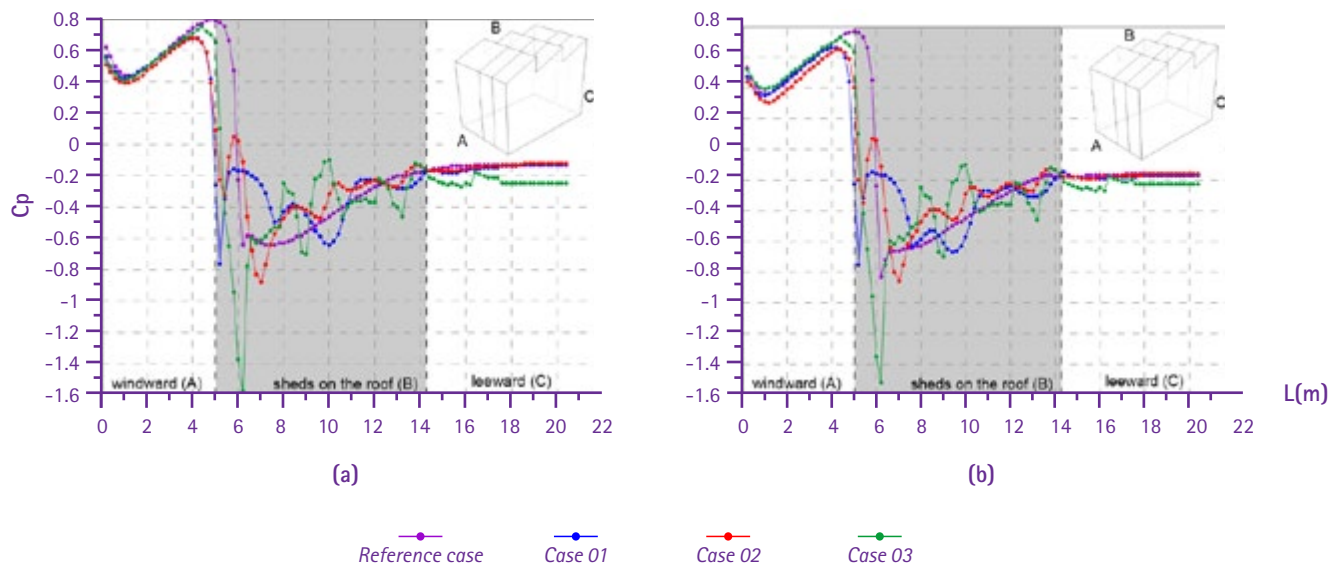 Cp
0.8
0.6
0.4
0.2
0
-0.2
-0.4
-0.6
-0.8
-1
-1.2
-1.4
-1.6
B
A
C
windward (A)
sheds on the roof (B)
leeward (C)
0 2 4 6 8 10 12 14 16 18 20 22
(a)
0.8
0.6
0.4
0.2
0
-0.2
-0.4
-0.6
-0.8
-1
-1.2
-1.4
-1.6
B
A
C
windward (A)
sheds on the roof (B)
leeward (C)
0 2 4 6 8 10 12 14 16 18 20 22
L(m)
(b)
Reference case
Case 01
Case 02
Case 03